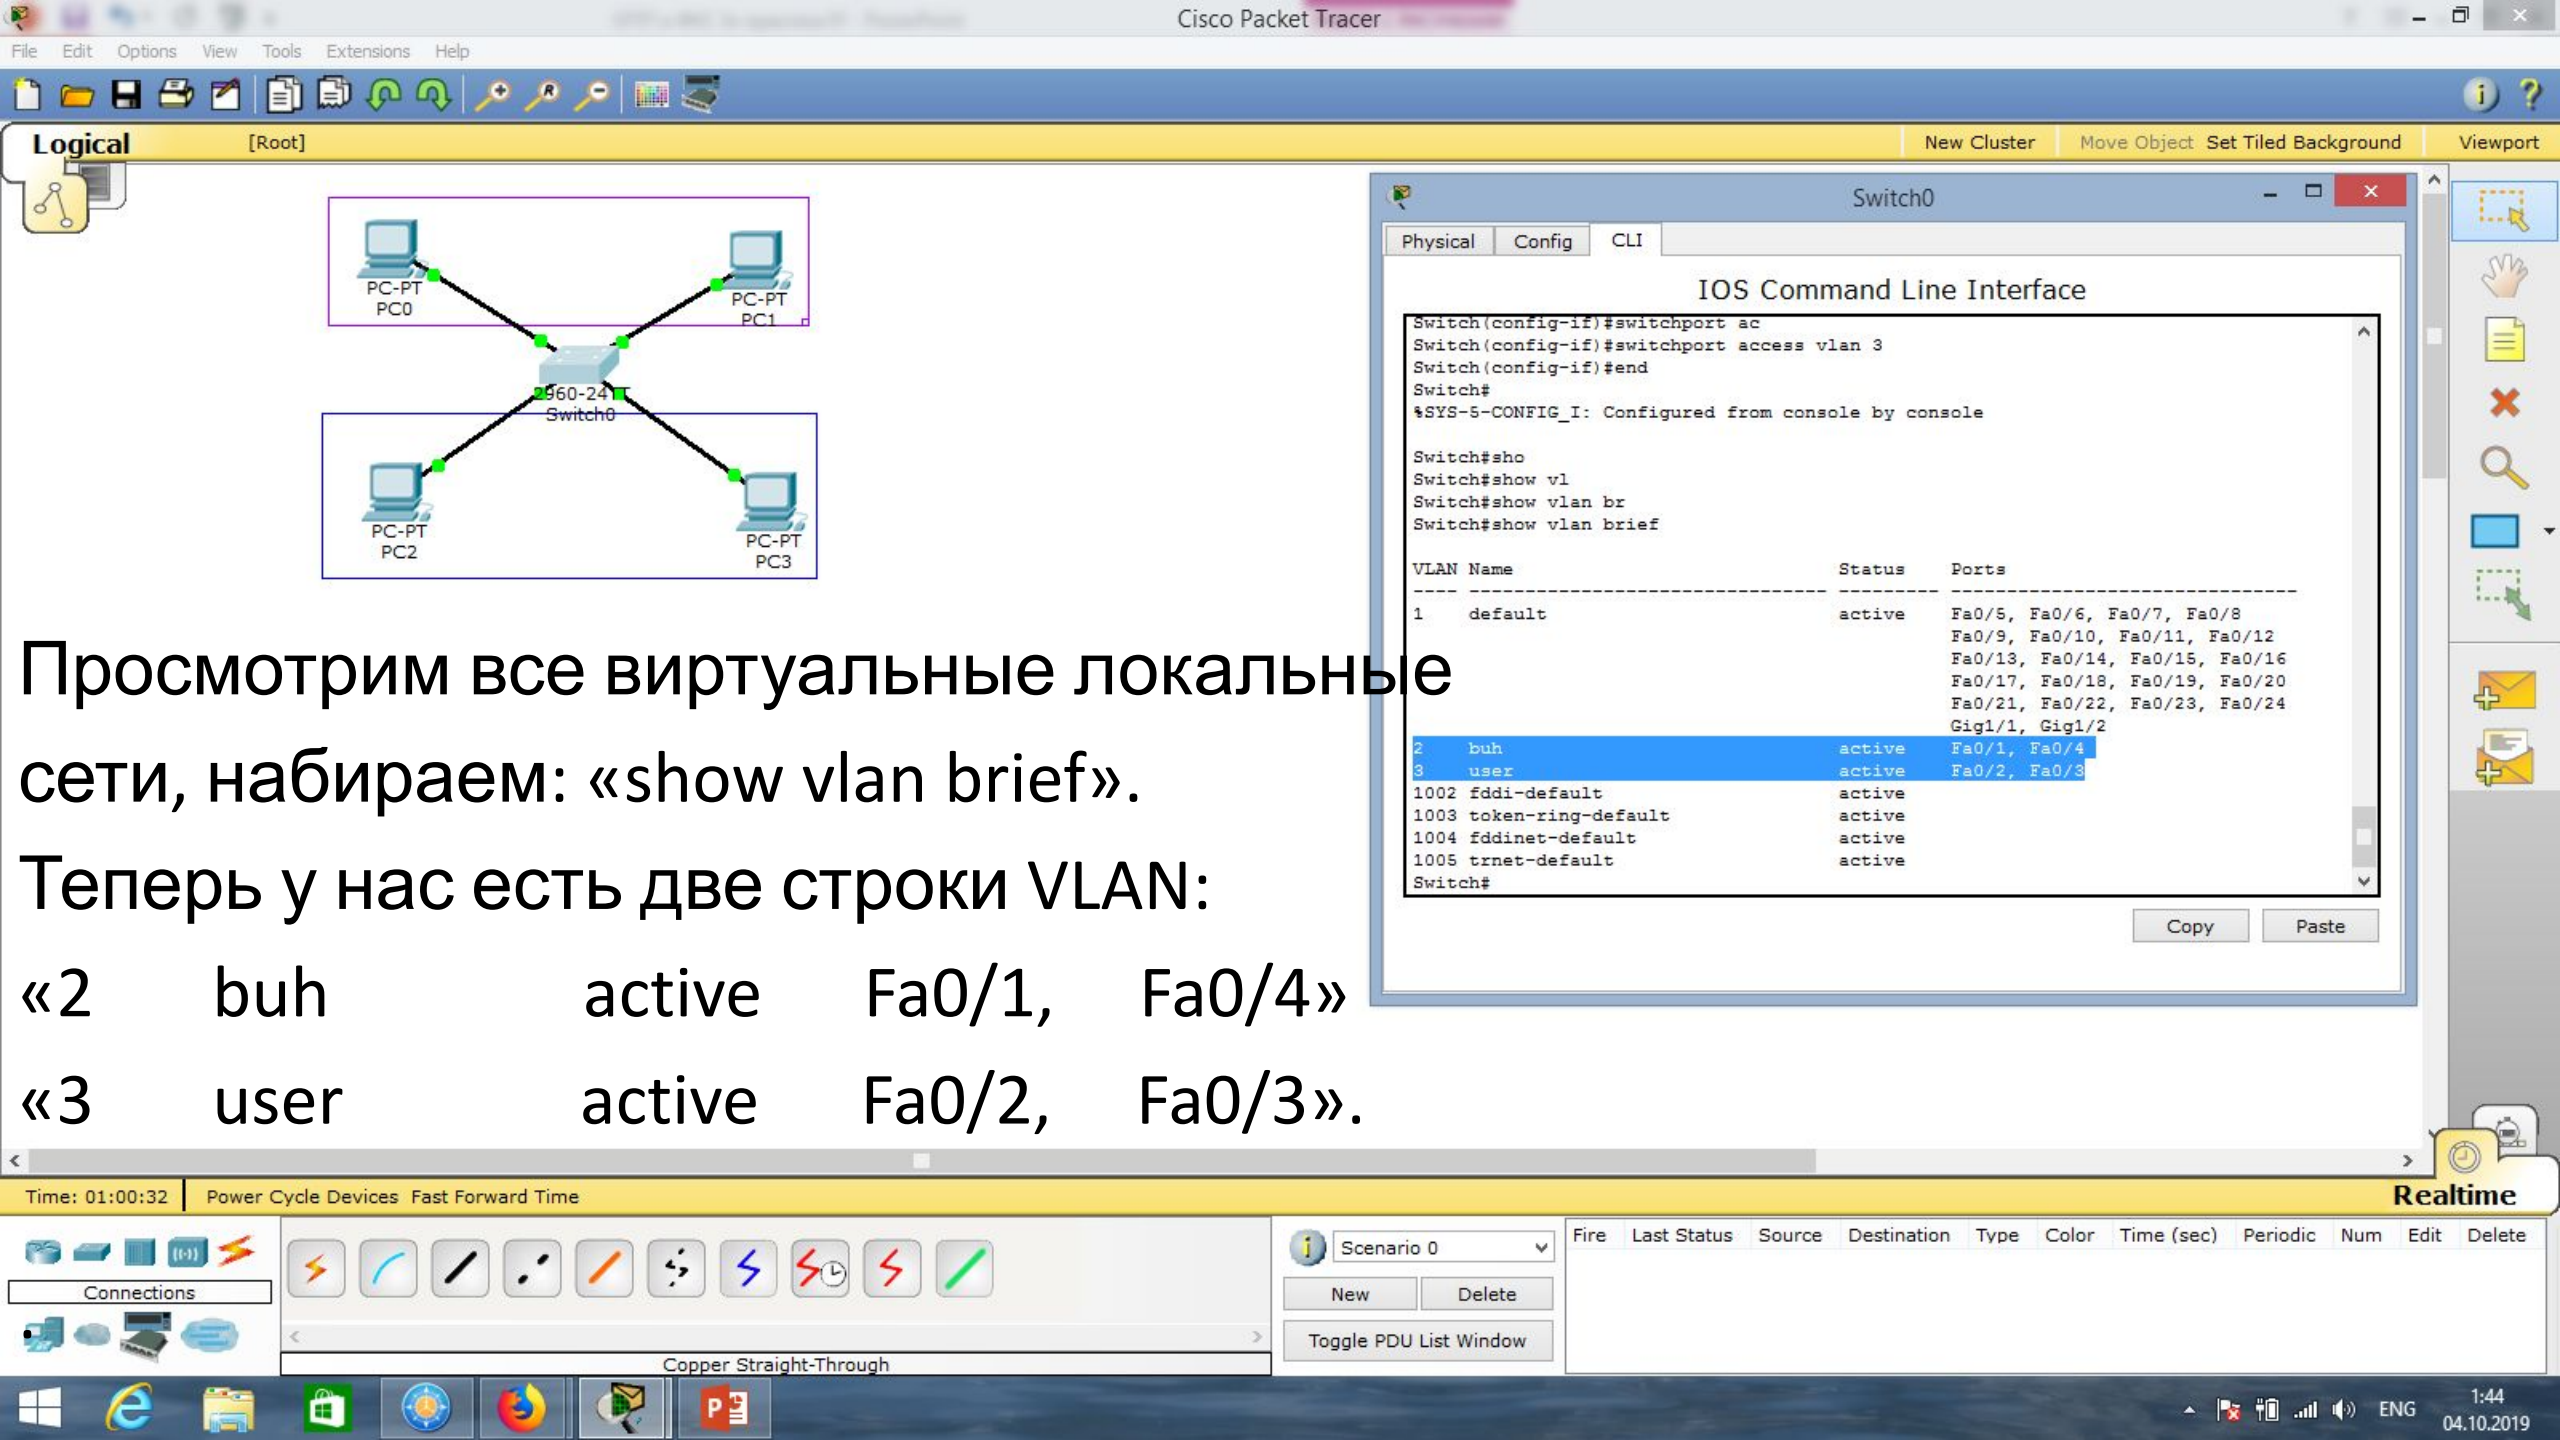 Cisco Packet Tracer
File Edit Options View Tools Extensions Help
Logical [Root] New Cluster Move Object Set Tiled Background Viewport
PC-PT
PC0
PC-PT
PC1
2960-24TT
Switch0
PC-PT
PC2
PC-PT
PC3
Switch0
Physical Config CLI
IOS Command Line Interface
Switch(config-if)#switchport ac
Switch(config-if)#switchport access vlan 3
Switch(config-if)#end
Switch#
%SYS-5-CONFIG_I: Configured from console by console
Switch#sho
Switch#show vl
Switch#show vlan br
Switch#show vlan brief
VLAN Name Status Ports
---- -------------------------------- --------- -------------------------------
1 default active Fa0/5, Fa0/6, Fa0/7, Fa0/8
Fa0/9, Fa0/10, Fa0/11, Fa0/12
Fa0/13, Fa0/14, Fa0/15, Fa0/16
Fa0/17, Fa0/18, Fa0/19, Fa0/20
Fa0/21, Fa0/22, Fa0/23, Fa0/24
Gig1/1, Gig1/2
2 buh active Fa0/1, Fa0/4
3 user active Fa0/2, Fa0/3
1002 fddi-default active
1003 token-ring-default active
1004 fddinet-default active
1005 trnet-default active
Switch#
Copy Paste
Просмотрим все виртуальные локальные
сети, набираем: «show vlan brief».
Теперь у нас есть две строки VLAN:
«2 buh active Fa0/1, Fa0/4»
«3 user active Fa0/2, Fa0/3».
Time: 01:00:32 Power Cycle Devices Fast Forward Time Realtime
Connections
Copper Straight-Through
Scenario 0
New Delete
Toggle PDU List Window
Fire Last Status Source Destination Type Color Time (sec) Periodic Num Edit Delete
ENG 1:44
04.10.2019